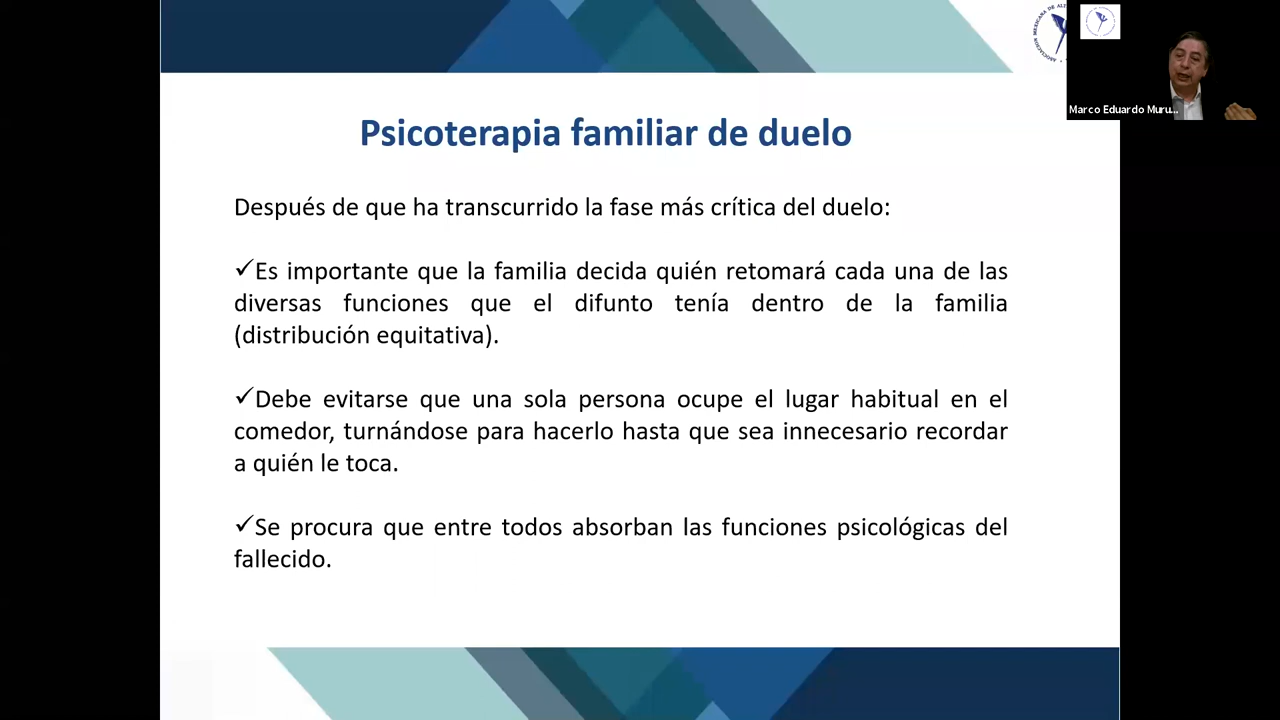 Psicoterapia familiar de duelo
Después de que ha transcurrido la fase más crítica del duelo:
✓Es importante que la familia decida quién retomará cada una de las
diversas funciones que el difunto tenía dentro de la familia
(distribución equitativa).
✓Debe evitarse que una sola persona ocupe el lugar habitual en el
comedor, turnándose para hacerlo hasta que sea innecesario recordar
a quién le toca.
✓Se procura que entre todos absorban las funciones psicológicas del
fallecido.
Marco Eduardo Muru...